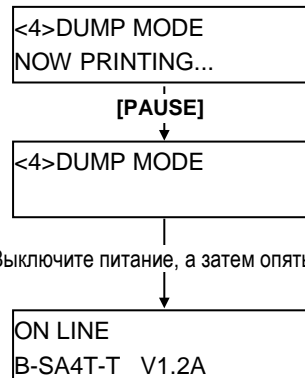 <4>DUMP MODE
NOW PRINTING...
[PAUSE]
<4>DUMP MODE
Выключите питание, а затем опять
ON LINE
B-SA4T-T V1.2A